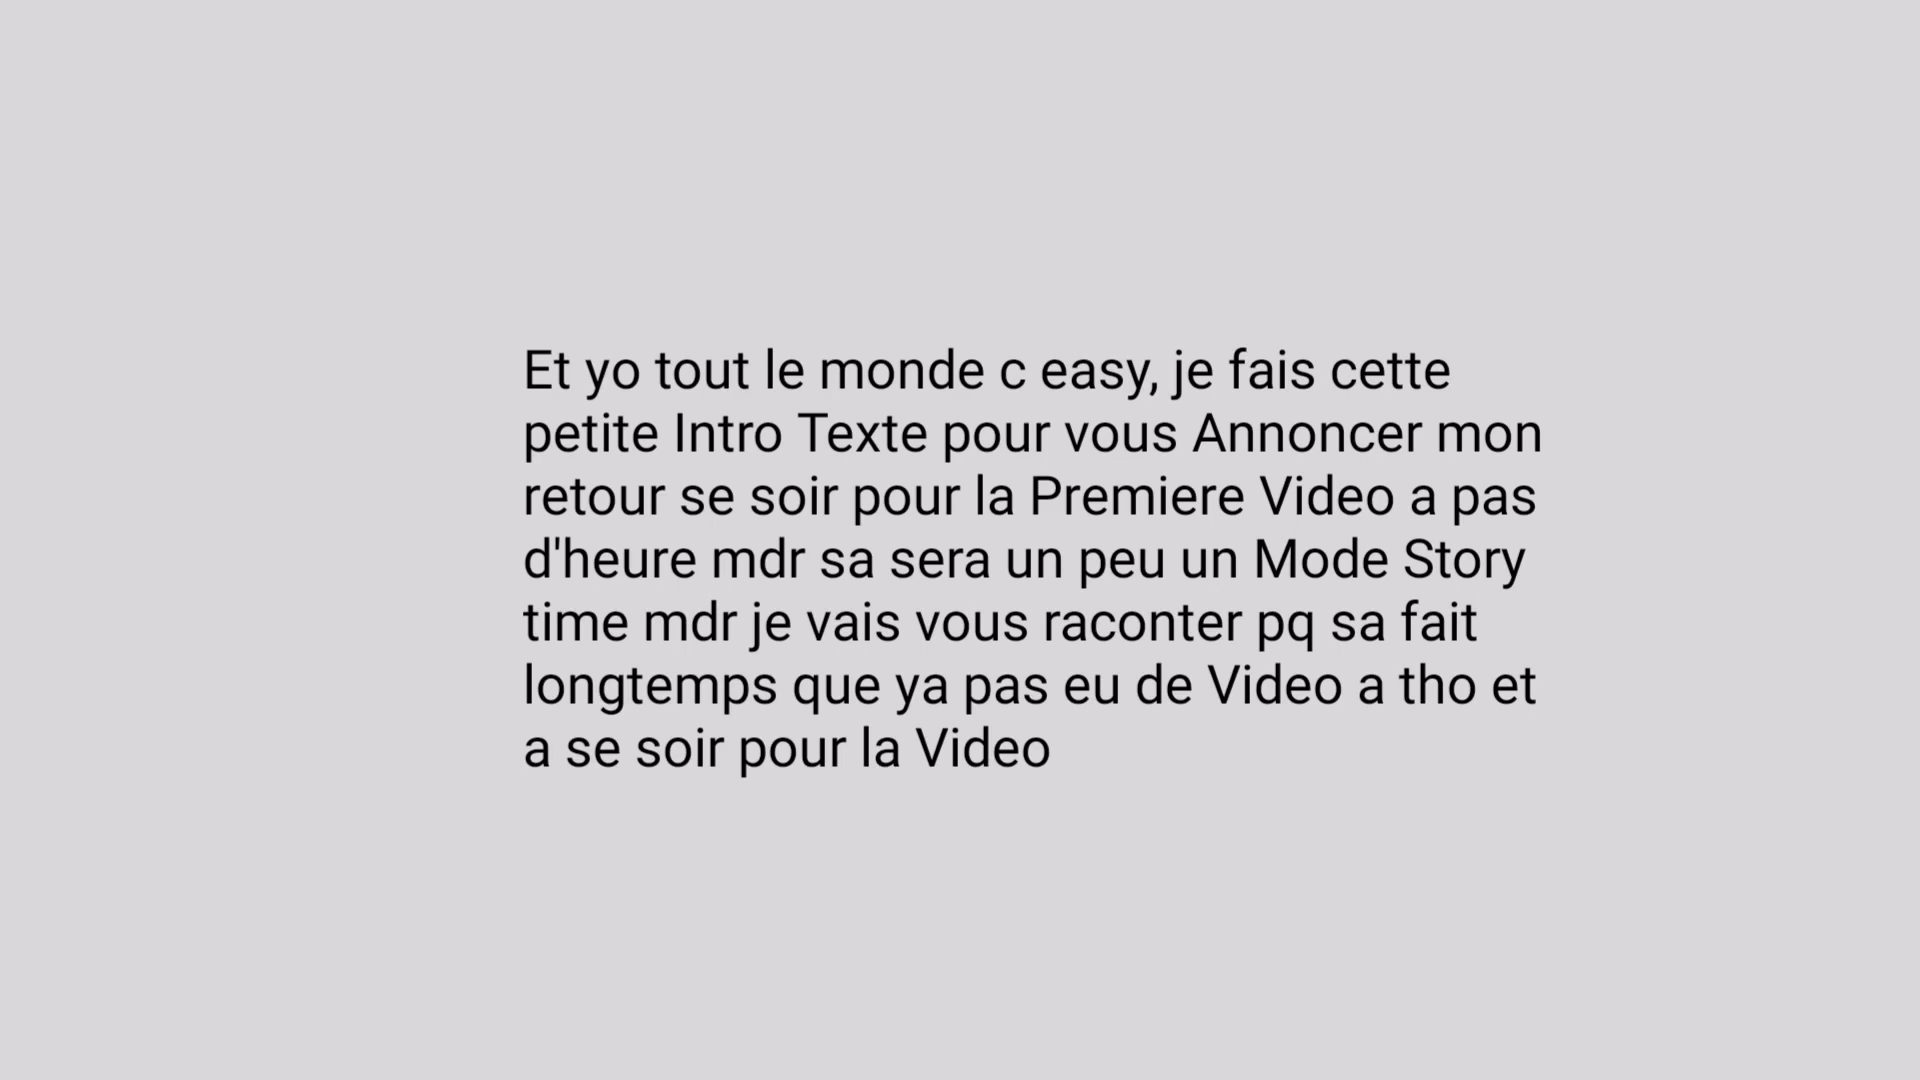 Et yo tout le monde c easy, je fais cette
petite Intro Texte pour vous Annoncer mon
retour se soir pour la Premiere Video a pas
d'heure mdr sa sera un peu un Mode Story
time mdr je vais vous raconter pq sa fait
longtemps que ya pas eu de Video a tho et
a se soir pour la Video